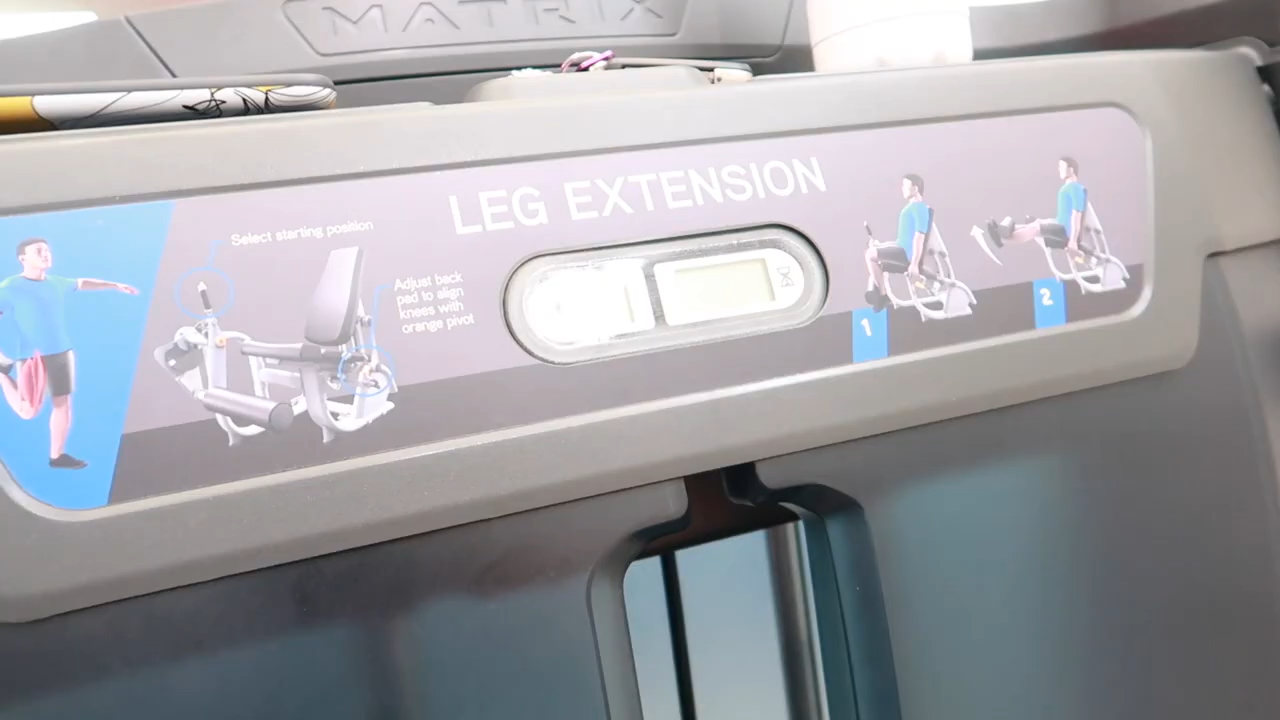 MATRIX
LEG EXTENSION
Select starting position
Adjust back
pad to align
knees with
orange pivot
1
2